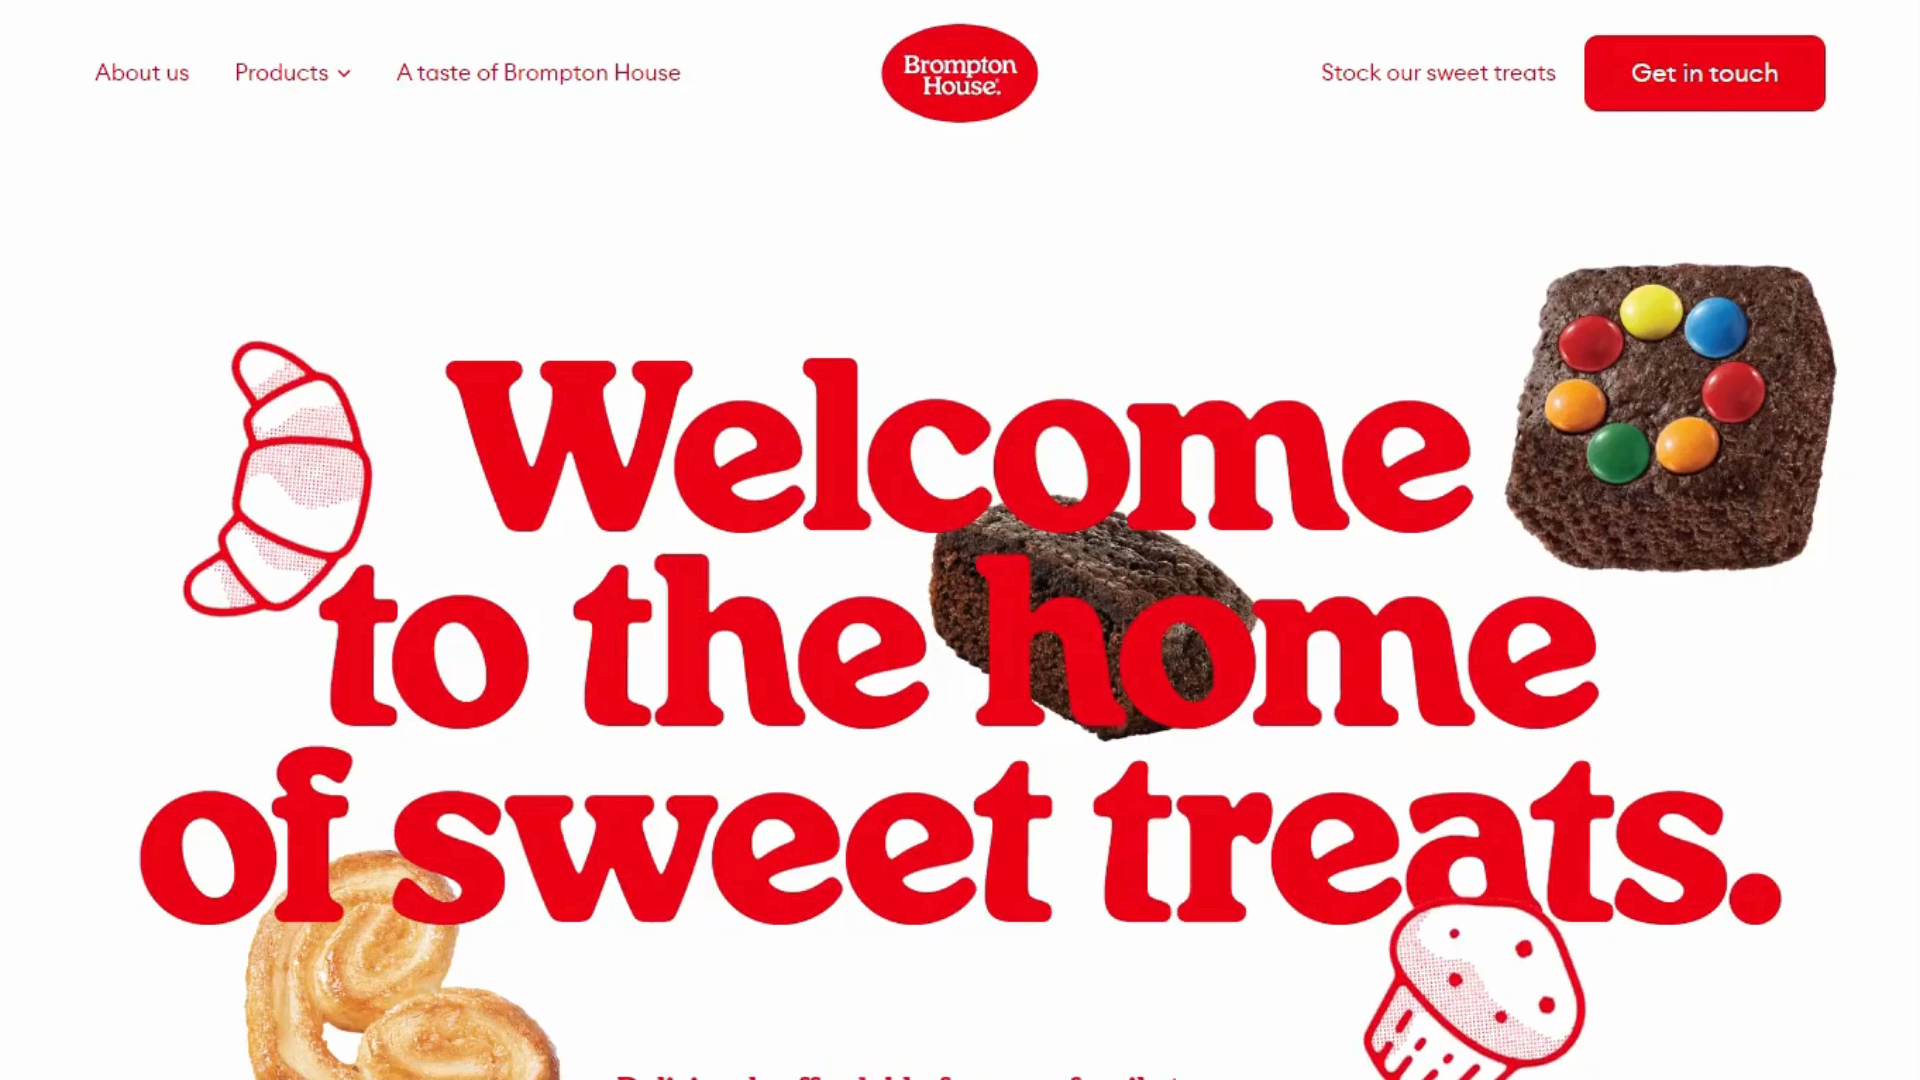 About us
Products
A taste of Brompton House
Brompton
House.
Stock our sweet treats
Get in touch
Welcome
to the home
of sweet treats.